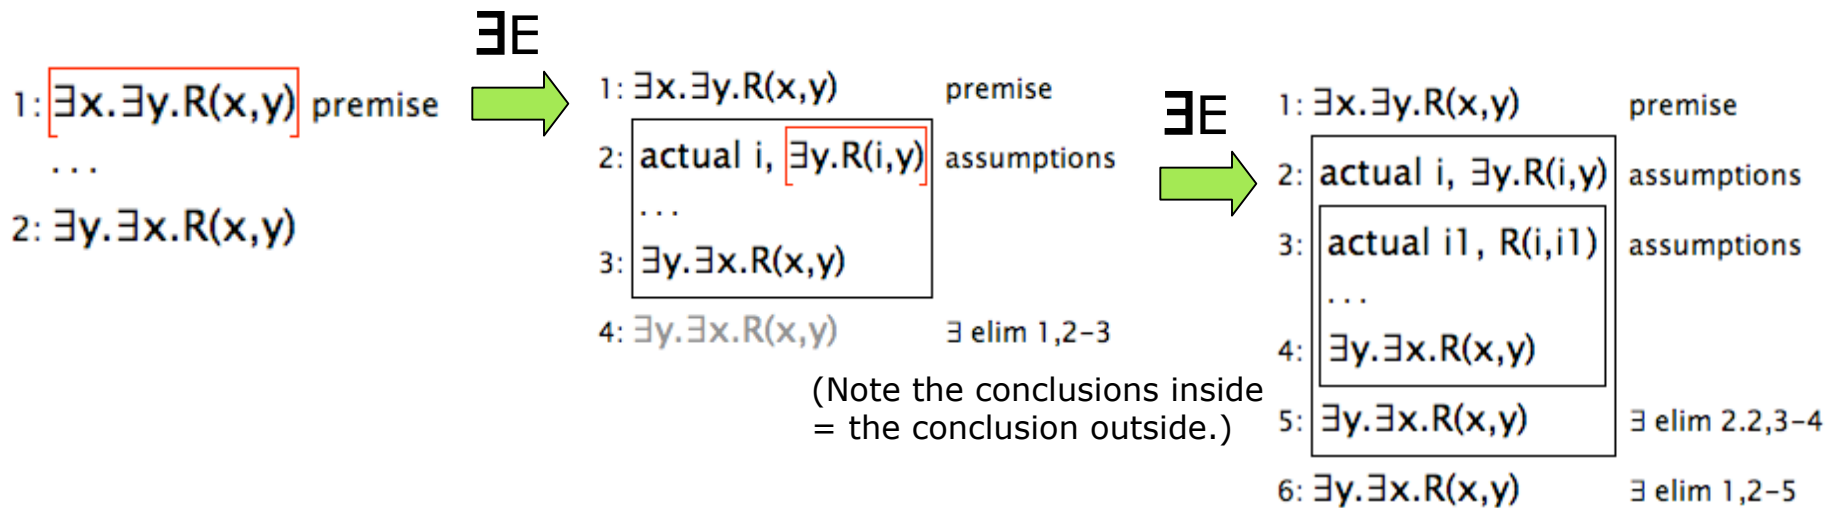 1: ∃x.∃y.R(x,y) premise
...
2: ∃y.∃x.R(x,y)
∃E
1: ∃x.∃y.R(x,y) premise
2: actual i, ∃y.R(i,y) assumptions
...
3: ∃y.∃x.R(x,y)
4: ∃y.∃x.R(x,y) ∃ elim 1,2-3
(Note the conclusions inside
= the conclusion outside.)
∃E
1: ∃x.∃y.R(x,y) premise
2: actual i, ∃y.R(i,y) assumptions
3: actual i1, R(i,i1) assumptions
...
4: ∃y.∃x.R(x,y)
5: ∃y.∃x.R(x,y) ∃ elim 2.2,3-4
6: ∃y.∃x.R(x,y) ∃ elim 1,2-5